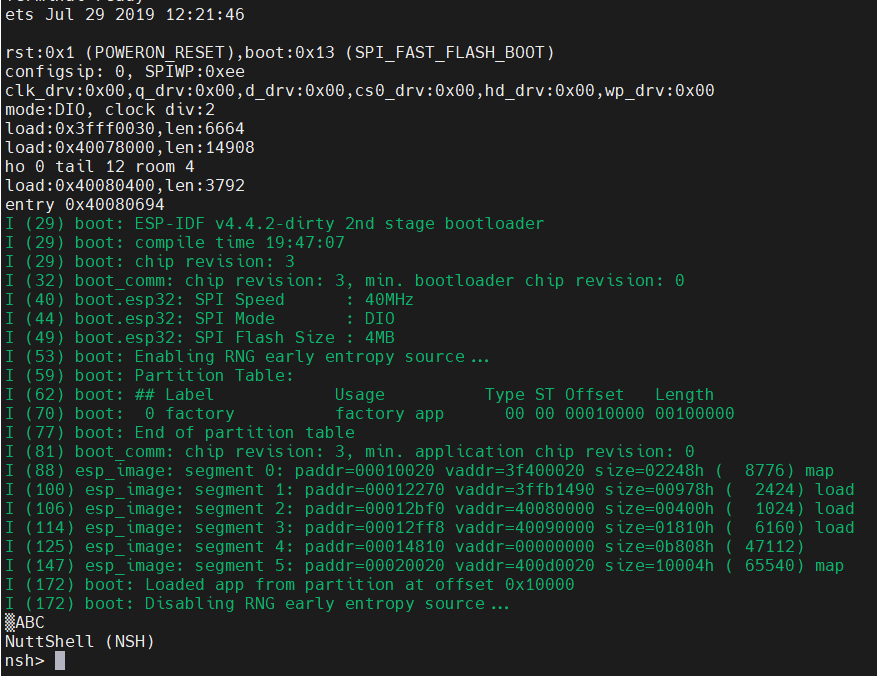 ets Jul 29 2019 12:21:46
rst:0x1 (POWERON_RESET),boot:0x13 (SPI_FAST_FLASH_BOOT)
configsip: 0, SPIWP:0xee
clk_drv:0x00,q_drv:0x00,d_drv:0x00,cs0_drv:0x00,hd_drv:0x00,wp_drv:0x00
mode:DIO, clock div:2
load:0x3fff0030,len:6664
load:0x40078000,len:14908
ho 0 tail 12 room 4
load:0x40080400,len:3792
entry 0x40080694
I (29) boot: ESP-IDF v4.4.2-dirty 2nd stage bootloader
I (29) boot: compile time 19:47:07
I (29) boot: chip revision: 3
I (32) boot_comm: chip revision: 3, min. bootloader chip revision: 0
I (40) boot.esp32: SPI Speed      : 40MHz
I (44) boot.esp32: SPI Mode       : DIO
I (49) boot.esp32: SPI Flash Size : 4MB
I (53) boot: Enabling RNG early entropy source...
I (59) boot: Partition Table:
I (62) boot: ## Label            Usage          Type ST Offset   Length
I (70) boot:  0 factory          factory app      00 00 00010000 00100000
I (77) boot: End of partition table
I (81) boot_comm: chip revision: 3, min. application chip revision: 0
I (88) esp_image: segment 0: paddr=00010020 vaddr=3f400020 size=02248h (  8776) map
I (100) esp_image: segment 1: paddr=00012270 vaddr=3ffb1490 size=00978h (  2424) load
I (106) esp_image: segment 2: paddr=00012bf0 vaddr=40080000 size=00400h (  1024) load
I (114) esp_image: segment 3: paddr=00012ff8 vaddr=40090000 size=01810h (  6160) load
I (125) esp_image: segment 4: paddr=00014810 vaddr=00000000 size=0b808h ( 47112)
I (147) esp_image: segment 5: paddr=00020020 vaddr=400d0020 size=10004h ( 65540) map
I (172) boot: Loaded app from partition at offset 0x10000
I (172) boot: Disabling RNG early entropy source...
▒ABC
NuttShell (NSH)
nsh>